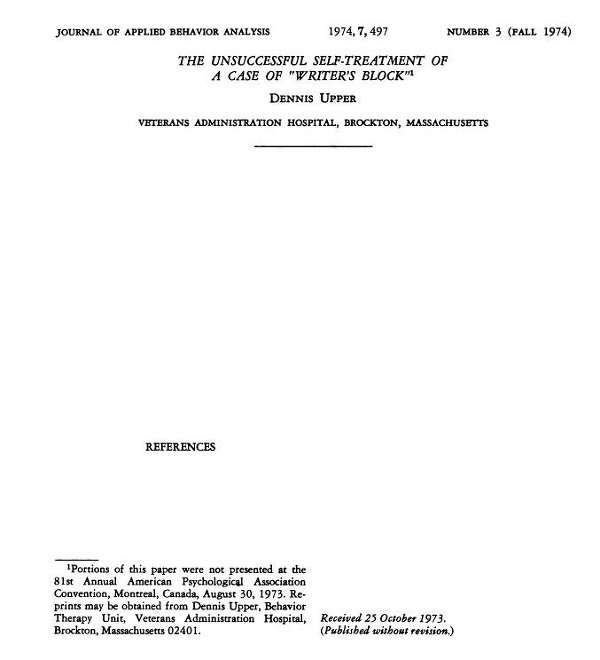 JOURNAL OF APPLIED BEHAVIOR ANALYSIS 1974, 7, 497 NUMBER 3 (FALL 1974)
THE UNSUCCESSFUL SELF-TREATMENT OF
A CASE OF "WRITER'S BLOCK"¹
DENNIS UPPER
VETERANS ADMINISTRATION HOSPITAL, BROCKTON, MASSACHUSETTS
REFERENCES
¹Portions of this paper were not presented at the
81st Annual American Psychological Association
Convention, Montreal, Canada, August 30, 1973. Re-
prints may be obtained from Dennis Upper, Behavior
Therapy Unit, Veterans Administration Hospital,
Brockton, Massachusetts 02401.
Received 25 October 1973.
(Published without revision.)